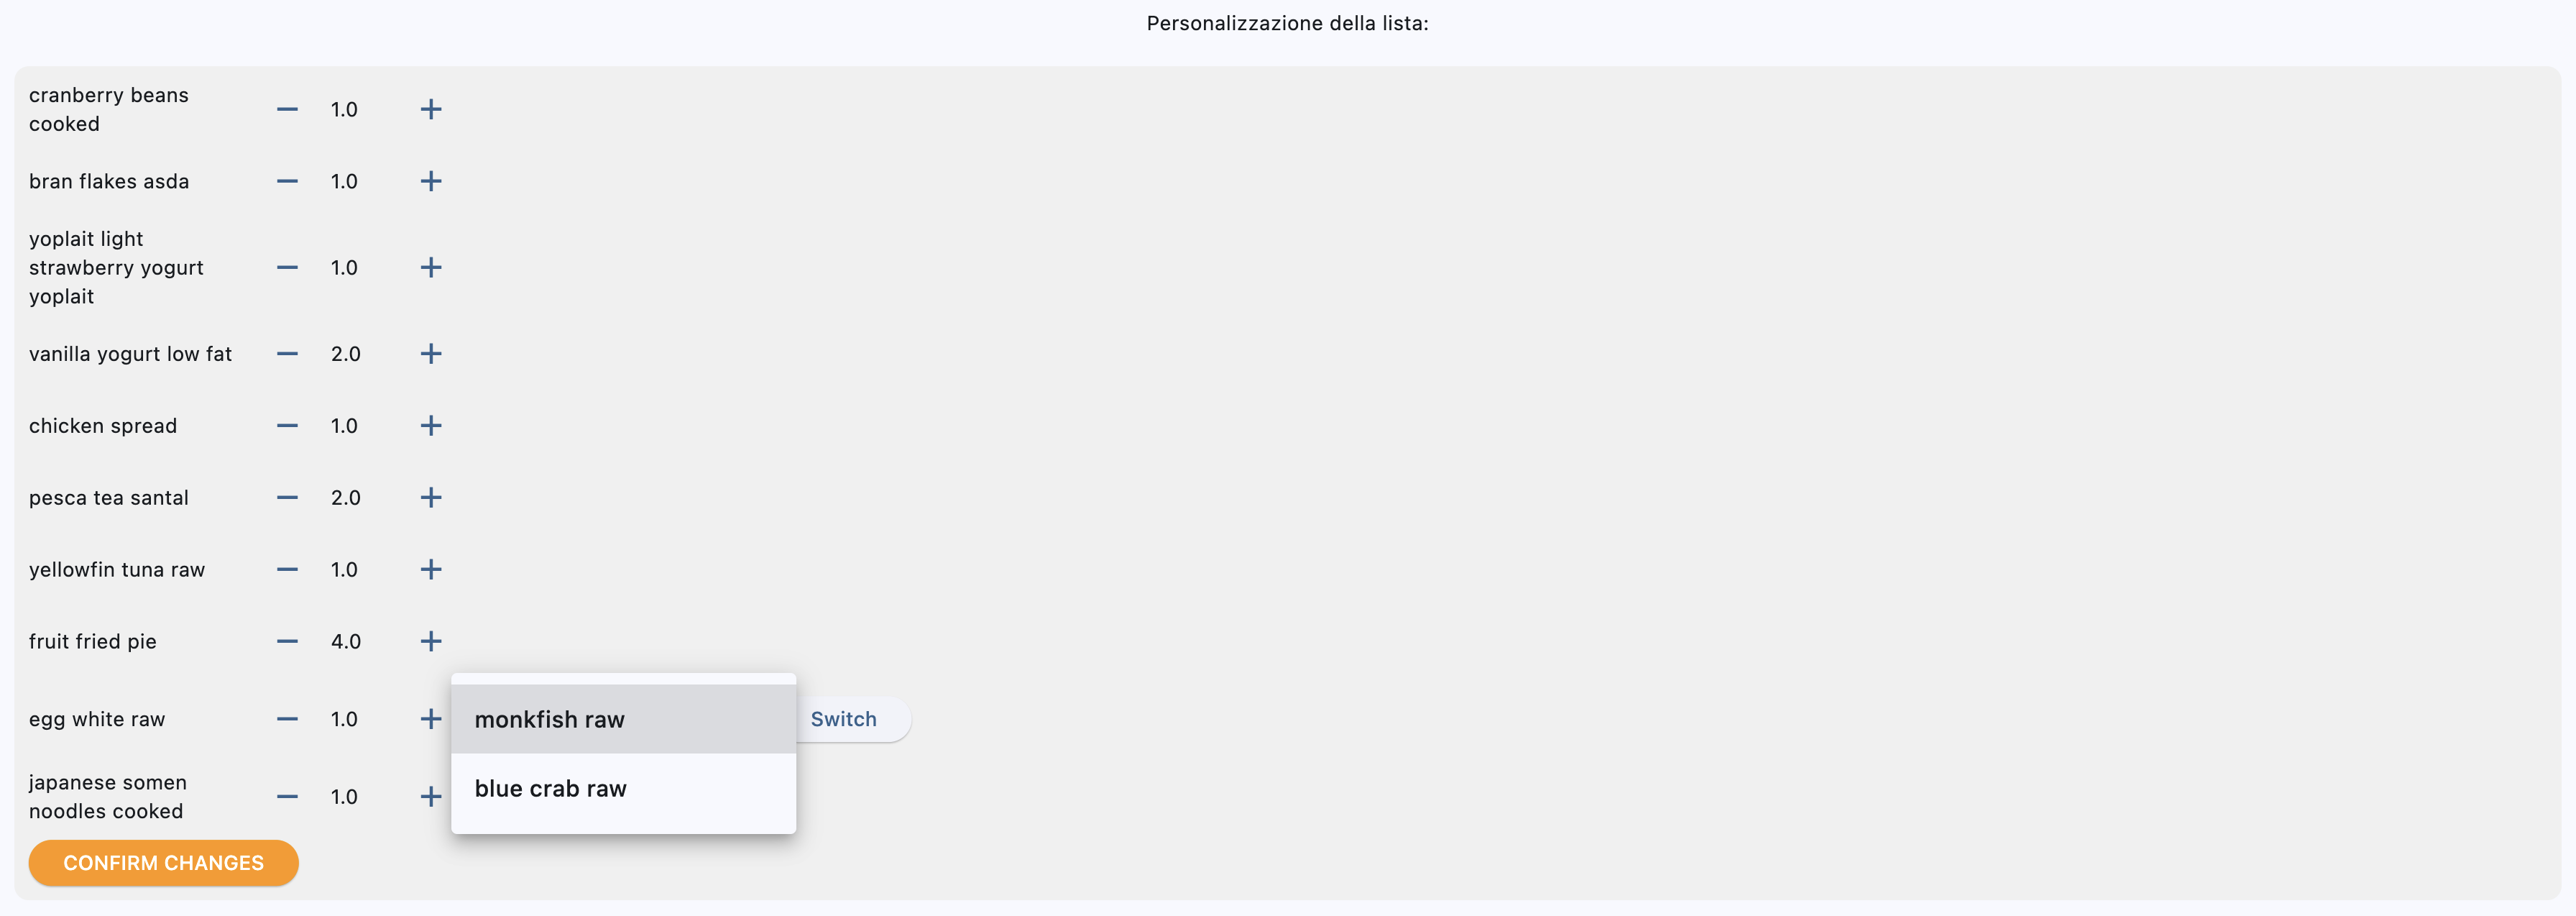 Personalizzazione della lista:
cranberry beans
cooked
− 1.0 +
bran flakes asda − 1.0 +
yoplait light
strawberry yogurt
yoplait
− 1.0 +
vanilla yogurt low fat − 2.0 +
chicken spread − 1.0 +
pesca tea santal − 2.0 +
yellowfin tuna raw − 1.0 +
fruit fried pie − 4.0 +
egg white raw − 1.0 + monkfish raw Switch
blue crab raw
japanese somen
noodles cooked
− 1.0 +
CONFIRM CHANGES